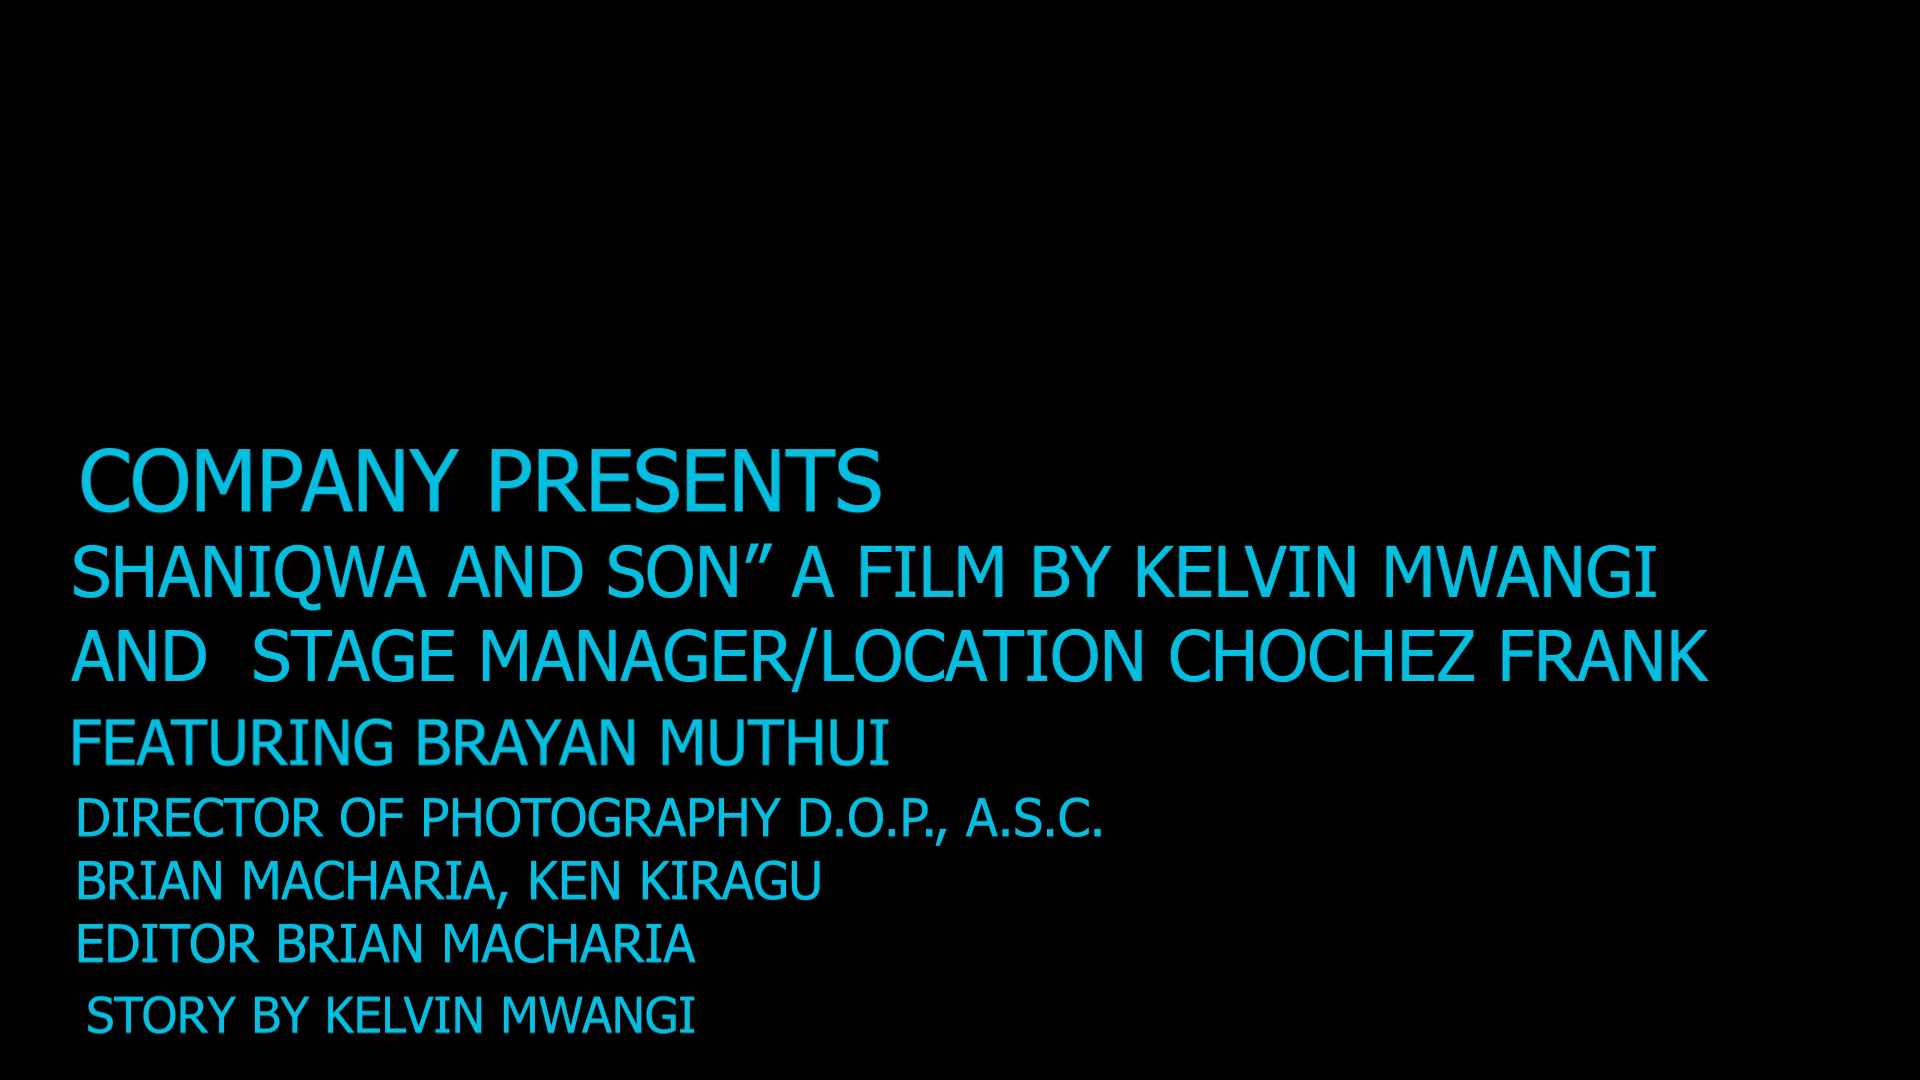 COMPANY PRESENTS
SHANIQWA AND SON” A FILM BY KELVIN MWANGI
AND  STAGE MANAGER/LOCATION CHOCHEZ FRANK
FEATURING BRAYAN MUTHUI
DIRECTOR OF PHOTOGRAPHY D.O.P., A.S.C.
BRIAN MACHARIA, KEN KIRAGU
EDITOR BRIAN MACHARIA
STORY BY KELVIN MWANGI